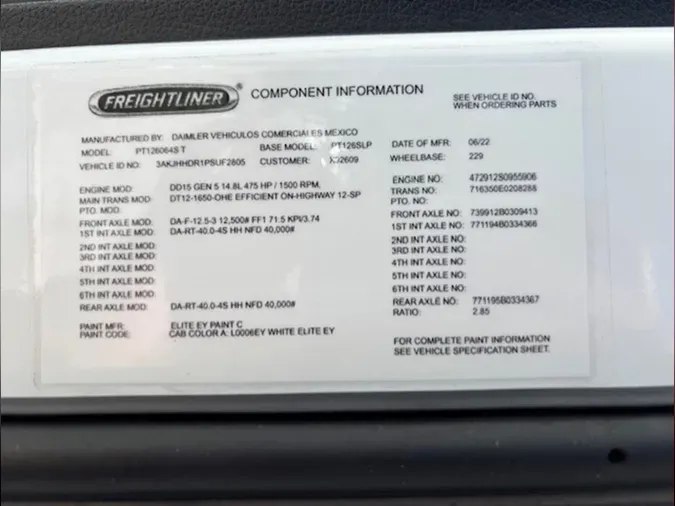 FREIGHTLINER COMPONENT INFORMATION
SEE VEHICLE ID NO.
WHEN ORDERING PARTS
MANUFACTURED BY: DAIMLER VEHICULOS COMERCIALES MEXICO
DATE OF MFR: 06/22
MODEL: PT126064S T BASE MODEL: PT126SLP
WHEELBASE: 229
VEHICLE ID NO: 3AKJHHDR1PSUF2805 CUSTOMER:
ENGINE MOD: DD15 GEN 5 14.8L 475 HP / 1500 RPM,
ENGINE NO: 472912S0955906
MAIN TRANS MOD: DT12-1650-OHE EFFICIENT ON-HIGHWAY 12-SP
TRANS NO: 716350E0208288
PTO. MOD:
PTO. NO:
FRONT AXLE MOD: DA-F-12.5-3 12,500# FF1 71.5 KPI/3.74
FRONT AXLE NO: 739912B0309413
1ST INT AXLE MOD: DA-RT-40.0-4S HH NFD 40,000#
1ST INT AXLE NO: 771194B0334366
2ND INT AXLE MOD:
2ND INT AXLE NO:
3RD INT AXLE MOD:
3RD INT AXLE NO:
4TH INT AXLE MOD:
4TH INT AXLE NO:
5TH INT AXLE MOD:
5TH INT AXLE NO:
6TH INT AXLE MOD:
6TH INT AXLE NO:
REAR AXLE MOD: DA-RT-40.0-4S HH NFD 40,000#
REAR AXLE NO: 771195B0334367
RATIO: 2.85
PAINT MFR: ELITE EY PAINT C
PAINT CODE: CAB COLOR A: L0006EY WHITE ELITE EY
FOR COMPLETE PAINT INFORMATION
SEE VEHICLE SPECIFICATION SHEET.